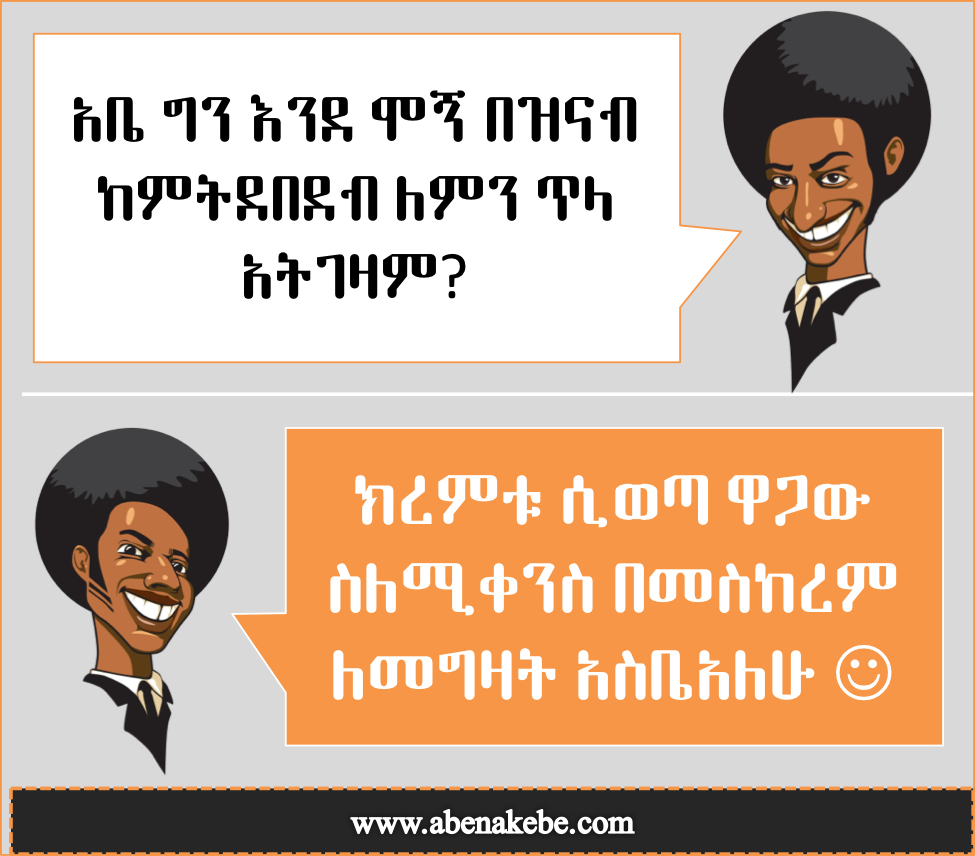 አቤ ግን እንደ ሞኝ በዝናብ
ከምትደበደብ ለምን ጥላ
አትገዛም?
ክረምቱ ሲወጣ ዋጋው
ስለሚቀንስ በመስከረም
ለመግዛት አስቤአለሁ ☺
www.abenakebe.com